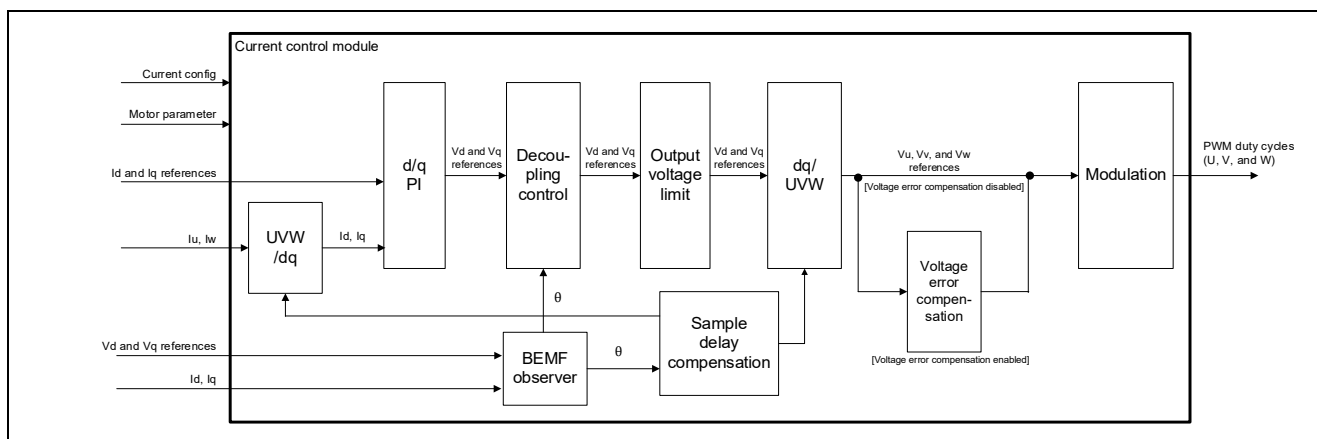 Current control module
Current config
Motor parameter
Id and Iq references
Iu, Iw
UVW
/dq
Id, Iq
d/q
PI
Vd and Vq
references
Decou-
pling
control
Vd and Vq
references
Output
voltage
limit
Vd and Vq
references
dq/
UVW
Vu, Vv, and Vw
references
[Voltage error compensation disabled]
Voltage
error
compen-
sation
[Voltage error compensation enabled]
Modulation
PWM duty cycles
(U, V, and W)
θ
Vd and Vq references
Id, Iq
BEMF
observer
θ
Sample
delay
compensation